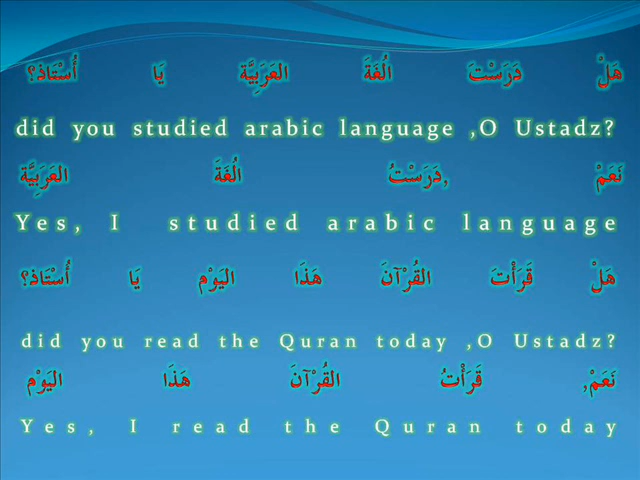 هَلْ دَرَسْتَ الُغَةَ العَرَبِيَّة يَا أُسْتَاذ؟
did you studied arabic language ,O Ustadz?
نَعَمْ ,دَرَسْتُ الُغَةَ العَرَبِيَّة
Yes, I studied arabic language
هَلْ قَرَأْتَ القُرْآنَ هَذَا اليَوْم يَا أُسْتَاذ؟
did you read the Quran today ,O Ustadz?
نَعَمْ, قَرَأْتُ القُرْآنَ هَذَا اليَوْم
Yes, I read the Quran today